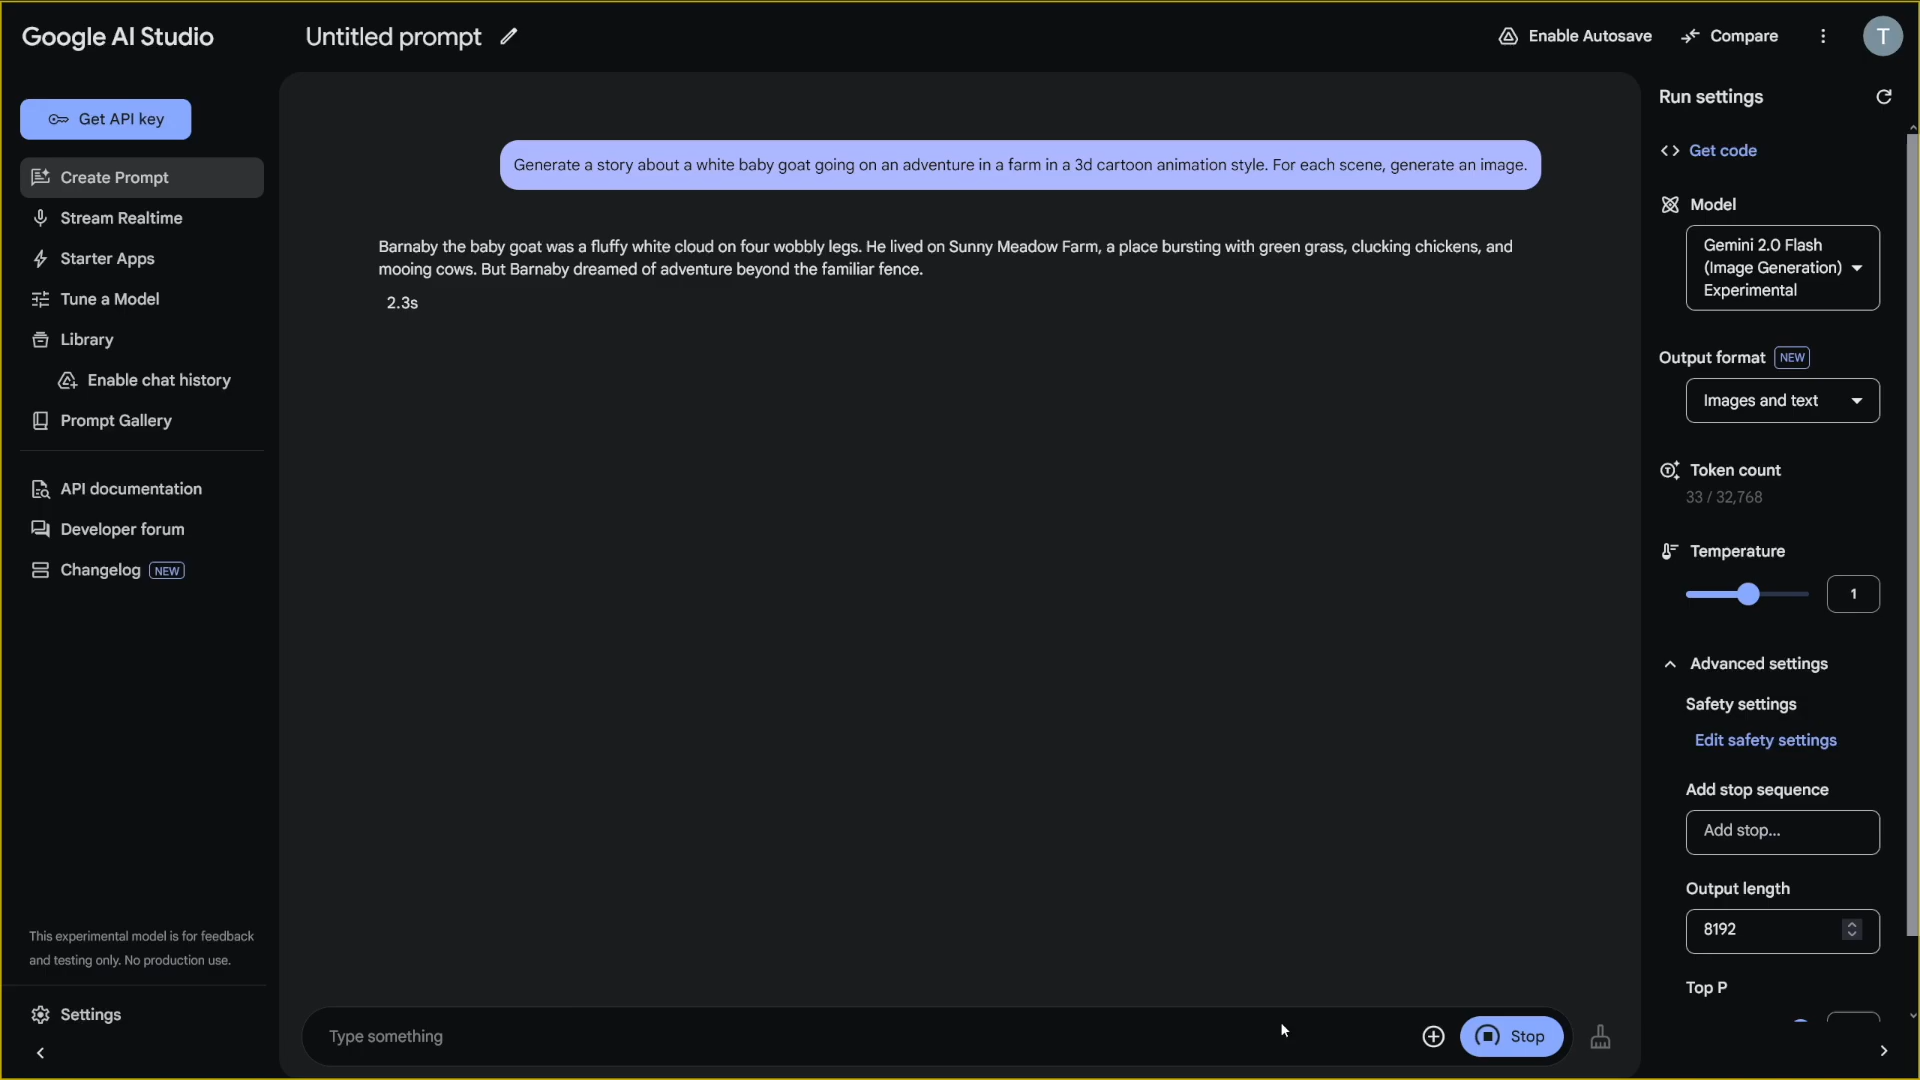 Google AI Studio
Untitled prompt
Enable Autosave
Compare
T
Get API key
Create Prompt
Stream Realtime
Starter Apps
Tune a Model
Library
Enable chat history
Prompt Gallery
API documentation
Developer forum
Changelog NEW
This experimental model is for feedback
and testing only. No production use.
Settings
Generate a story about a white baby goat going on an adventure in a farm in a 3d cartoon animation style. For each scene, generate an image.
Barnaby the baby goat was a fluffy white cloud on four wobbly legs. He lived on Sunny Meadow Farm, a place bursting with green grass, clucking chickens, and
mooing cows. But Barnaby dreamed of adventure beyond the familiar fence.
2.3s
Type something
Stop
Run settings
Get code
Model
Gemini 2.0 Flash
(Image Generation)
Experimental
Output format NEW
Images and text
Token count
33 / 32,768
Temperature
1
Advanced settings
Safety settings
Edit safety settings
Add stop sequence
Add stop...
Output length
8192
Top P